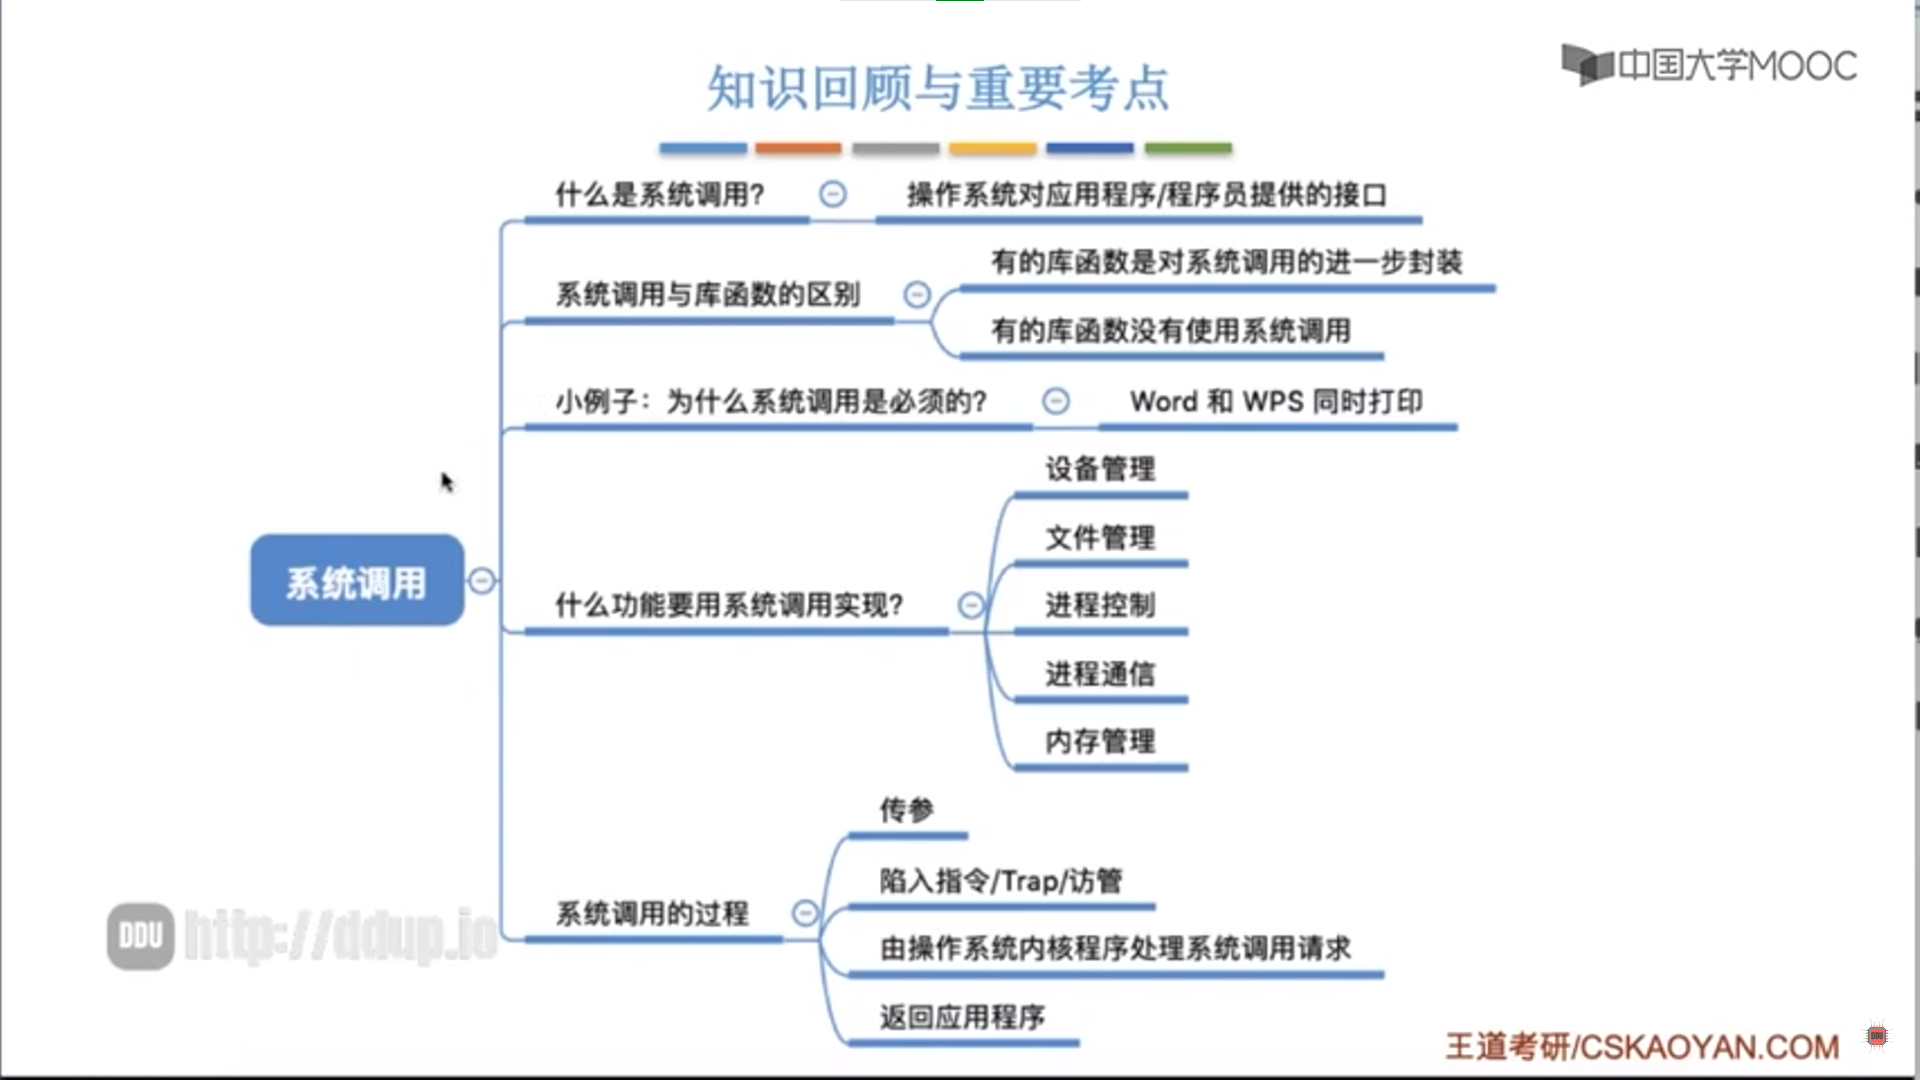 中国大学MOOC
知识回顾与重要考点
什么是系统调用?
操作系统对应用程序/程序员提供的接口
系统调用与库函数的区别
有的库函数是对系统调用的进一步封装
有的库函数没有使用系统调用
小例子：为什么系统调用是必须的?
Word 和 WPS 同时打印
系统调用
什么功能要用系统调用实现?
设备管理
文件管理
进程控制
进程通信
内存管理
系统调用的过程
传参
陷入指令/Trap/访管
由操作系统内核程序处理系统调用请求
返回应用程序
DDU http://ddup.io
王道考研/CSKAOYAN.COM